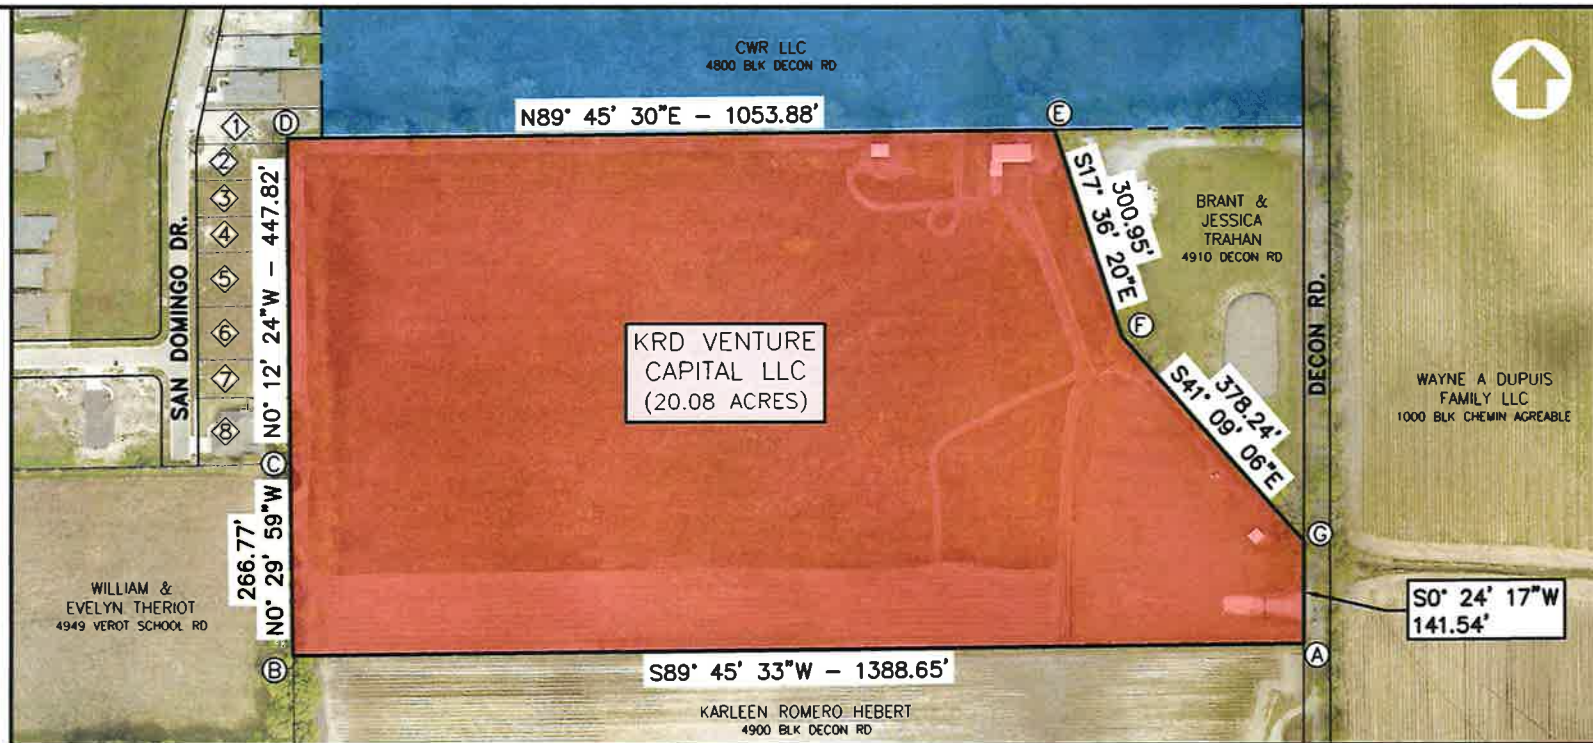 CWR LLC
4800 BLK DECON RD
N89° 45' 30"E - 1053.88'
D
E
1
2
3
4
5
6
7
8
SAN DOMINGO DR.
N0° 12' 24"W - 447.82'
C
266.77'
N0° 29' 59"W
B
WILLIAM &
EVELYN THERIOT
4949 VEROT SCHOOL RD
KRD VENTURE
CAPITAL LLC
(20.08 ACRES)
300.95'
S17° 36' 20"E
F
BRANT &
JESSICA
TRAHAN
4910 DECON RD
378.24'
S41° 09' 06"E
G
DECON RD.
WAYNE A DUPUIS
FAMILY LLC
1000 BLK CHEMIN AGREABLE
S0° 24' 17"W
141.54'
A
S89° 45' 33"W - 1388.65'
KARLEEN ROMERO HEBERT
4900 BLK DECON RD